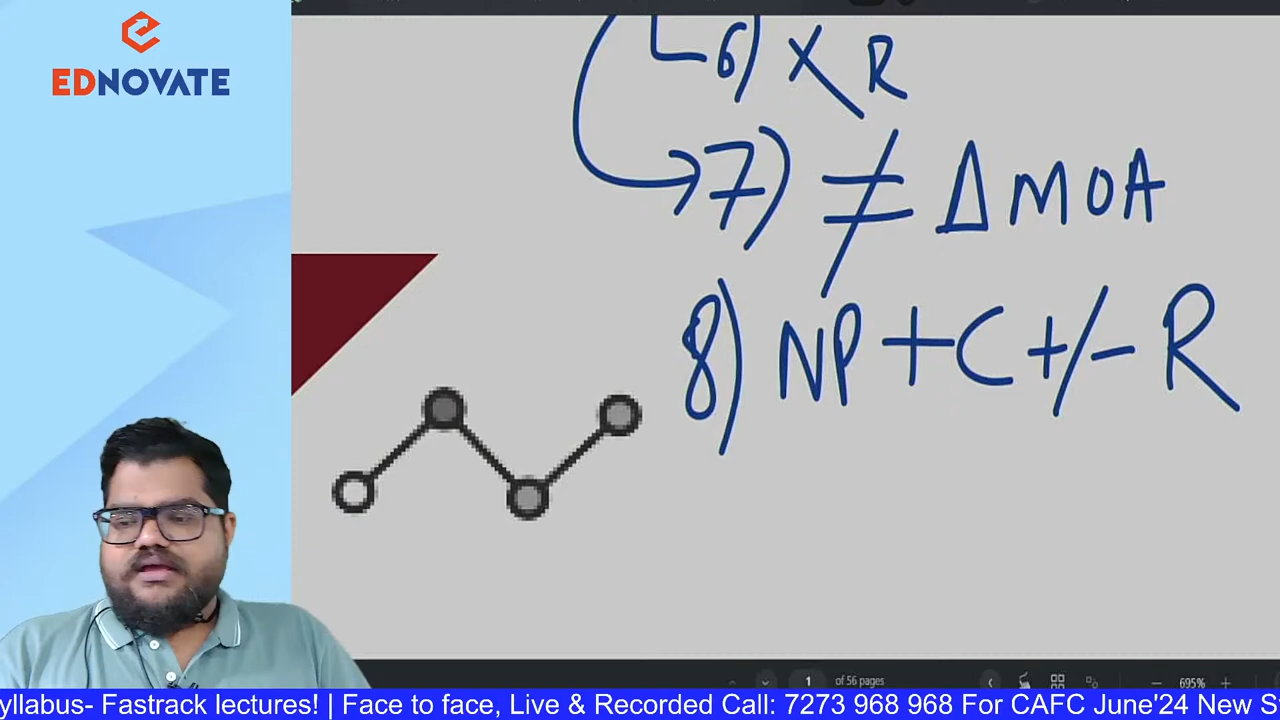 EDNOVATE
6) X R
7) ≠ Δ MOA
8) NP + C +/- R
1 of 56 pages
695%
yllabus- Fastrack lectures! | Face to face, Live & Recorded Call: 7273 968 968 For CAFC June'24 New S